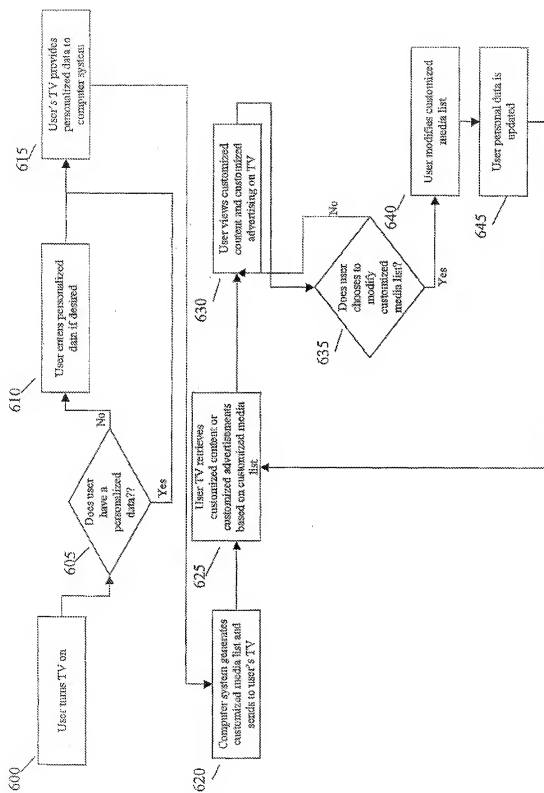 600
User turns TV on
605
Does user
have a
personalized
data??
No
Yes
610
User enters personalized
data if desired
615
User's TV provides
personalized data to
computer system
620
Computer system generates
customized media list and
sends to user's TV
625
User TV retrieves
customized content or
customized advertisements
based on customized media
list
630
User views customized
content and customized
advertising on TV
635
Does user
chooses to
modify
customized
media list?
No
Yes
640
User modifies customized
media list
645
User personal data is
updated